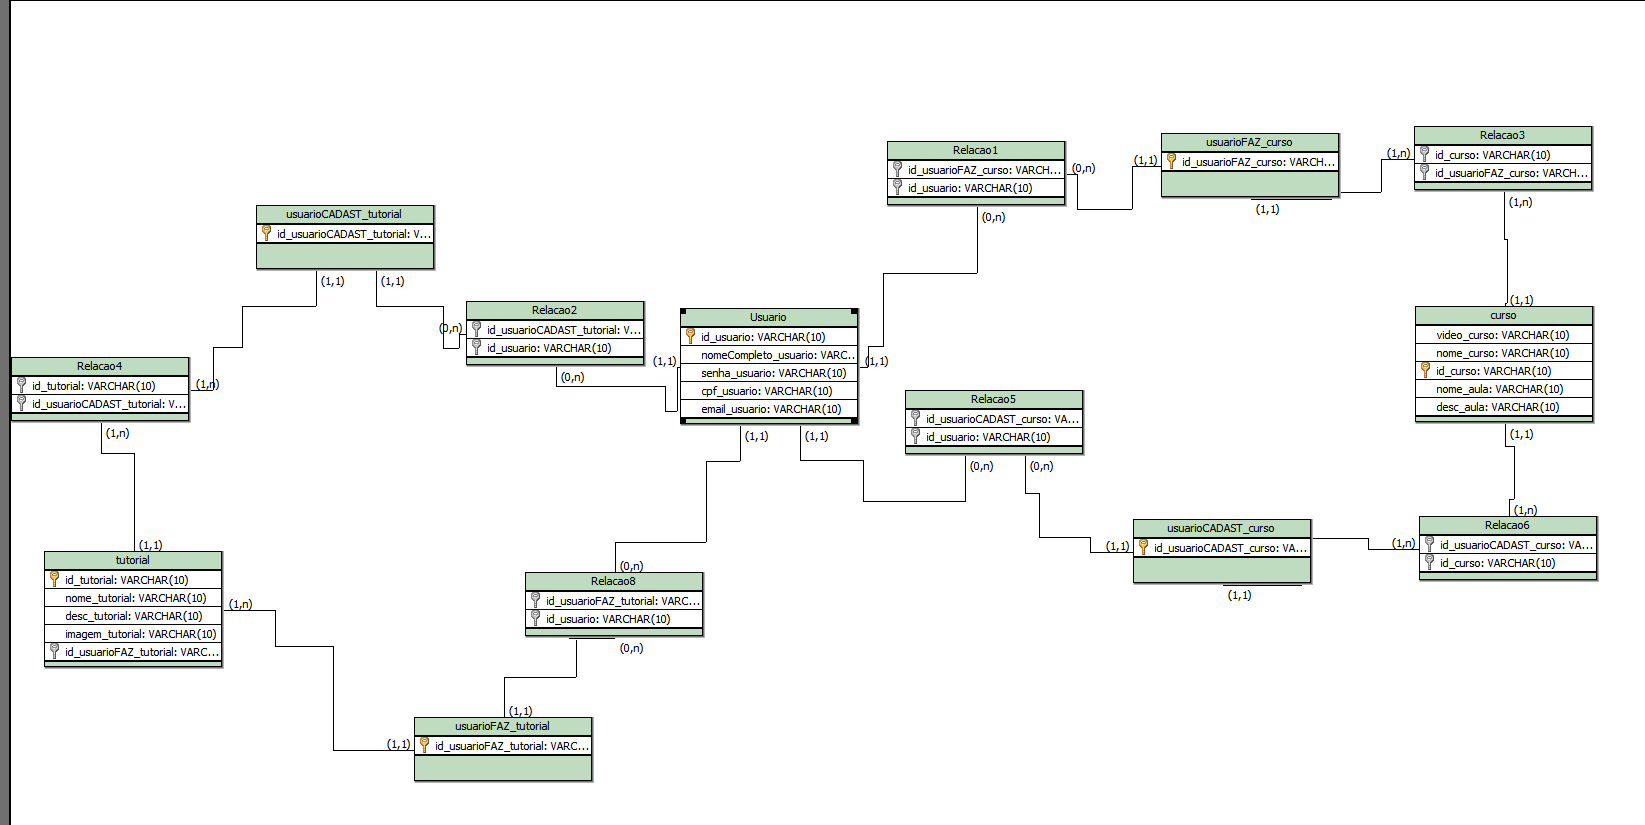 Relacao3
id_curso: VARCHAR(10)
id_usuarioFAZ_curso: VARCH...
(1,n)
(1,n)
usuarioFAZ_curso
id_usuarioFAZ_curso: VARCH...
(1,1)
(1,1)
Relacao1
id_usuarioFAZ_curso: VARCH...
id_usuario: VARCHAR(10)
(0,n)
(0,n)
usuarioCADAST_tutorial
id_usuarioCADAST_tutorial: V...
(1,1)
(1,1)
Relacao2
id_usuarioCADAST_tutorial: V...
id_usuario: VARCHAR(10)
(0,n)
(0,n)
Usuario
id_usuario: VARCHAR(10)
nomeCompleto_usuario: VARC...
senha_usuario: VARCHAR(10)
cpf_usuario: VARCHAR(10)
email_usuario: VARCHAR(10)
(1,1)
(1,1)
(1,1)
(1,1)
(1,1)
curso
video_curso: VARCHAR(10)
nome_curso: VARCHAR(10)
id_curso: VARCHAR(10)
nome_aula: VARCHAR(10)
desc_aula: VARCHAR(10)
(1,1)
Relacao4
id_tutorial: VARCHAR(10)
id_usuarioCADAST_tutorial: V...
(1,n)
(1,n)
Relacao5
id_usuarioCADAST_curso: VA...
id_usuario: VARCHAR(10)
(0,n)
(0,n)
usuarioCADAST_curso
id_usuarioCADAST_curso: VA...
(1,1)
(1,1)
(1,n)
Relacao6
id_usuarioCADAST_curso: VA...
id_curso: VARCHAR(10)
(1,n)
(1,1)
tutorial
id_tutorial: VARCHAR(10)
nome_tutorial: VARCHAR(10)
desc_tutorial: VARCHAR(10)
imagem_tutorial: VARCHAR(10)
id_usuarioFAZ_tutorial: VARC...
(1,n)
(0,n)
Relacao8
id_usuarioFAZ_tutorial: VARC...
id_usuario: VARCHAR(10)
(0,n)
(1,1)
usuarioFAZ_tutorial
id_usuarioFAZ_tutorial: VARC...
(1,1)